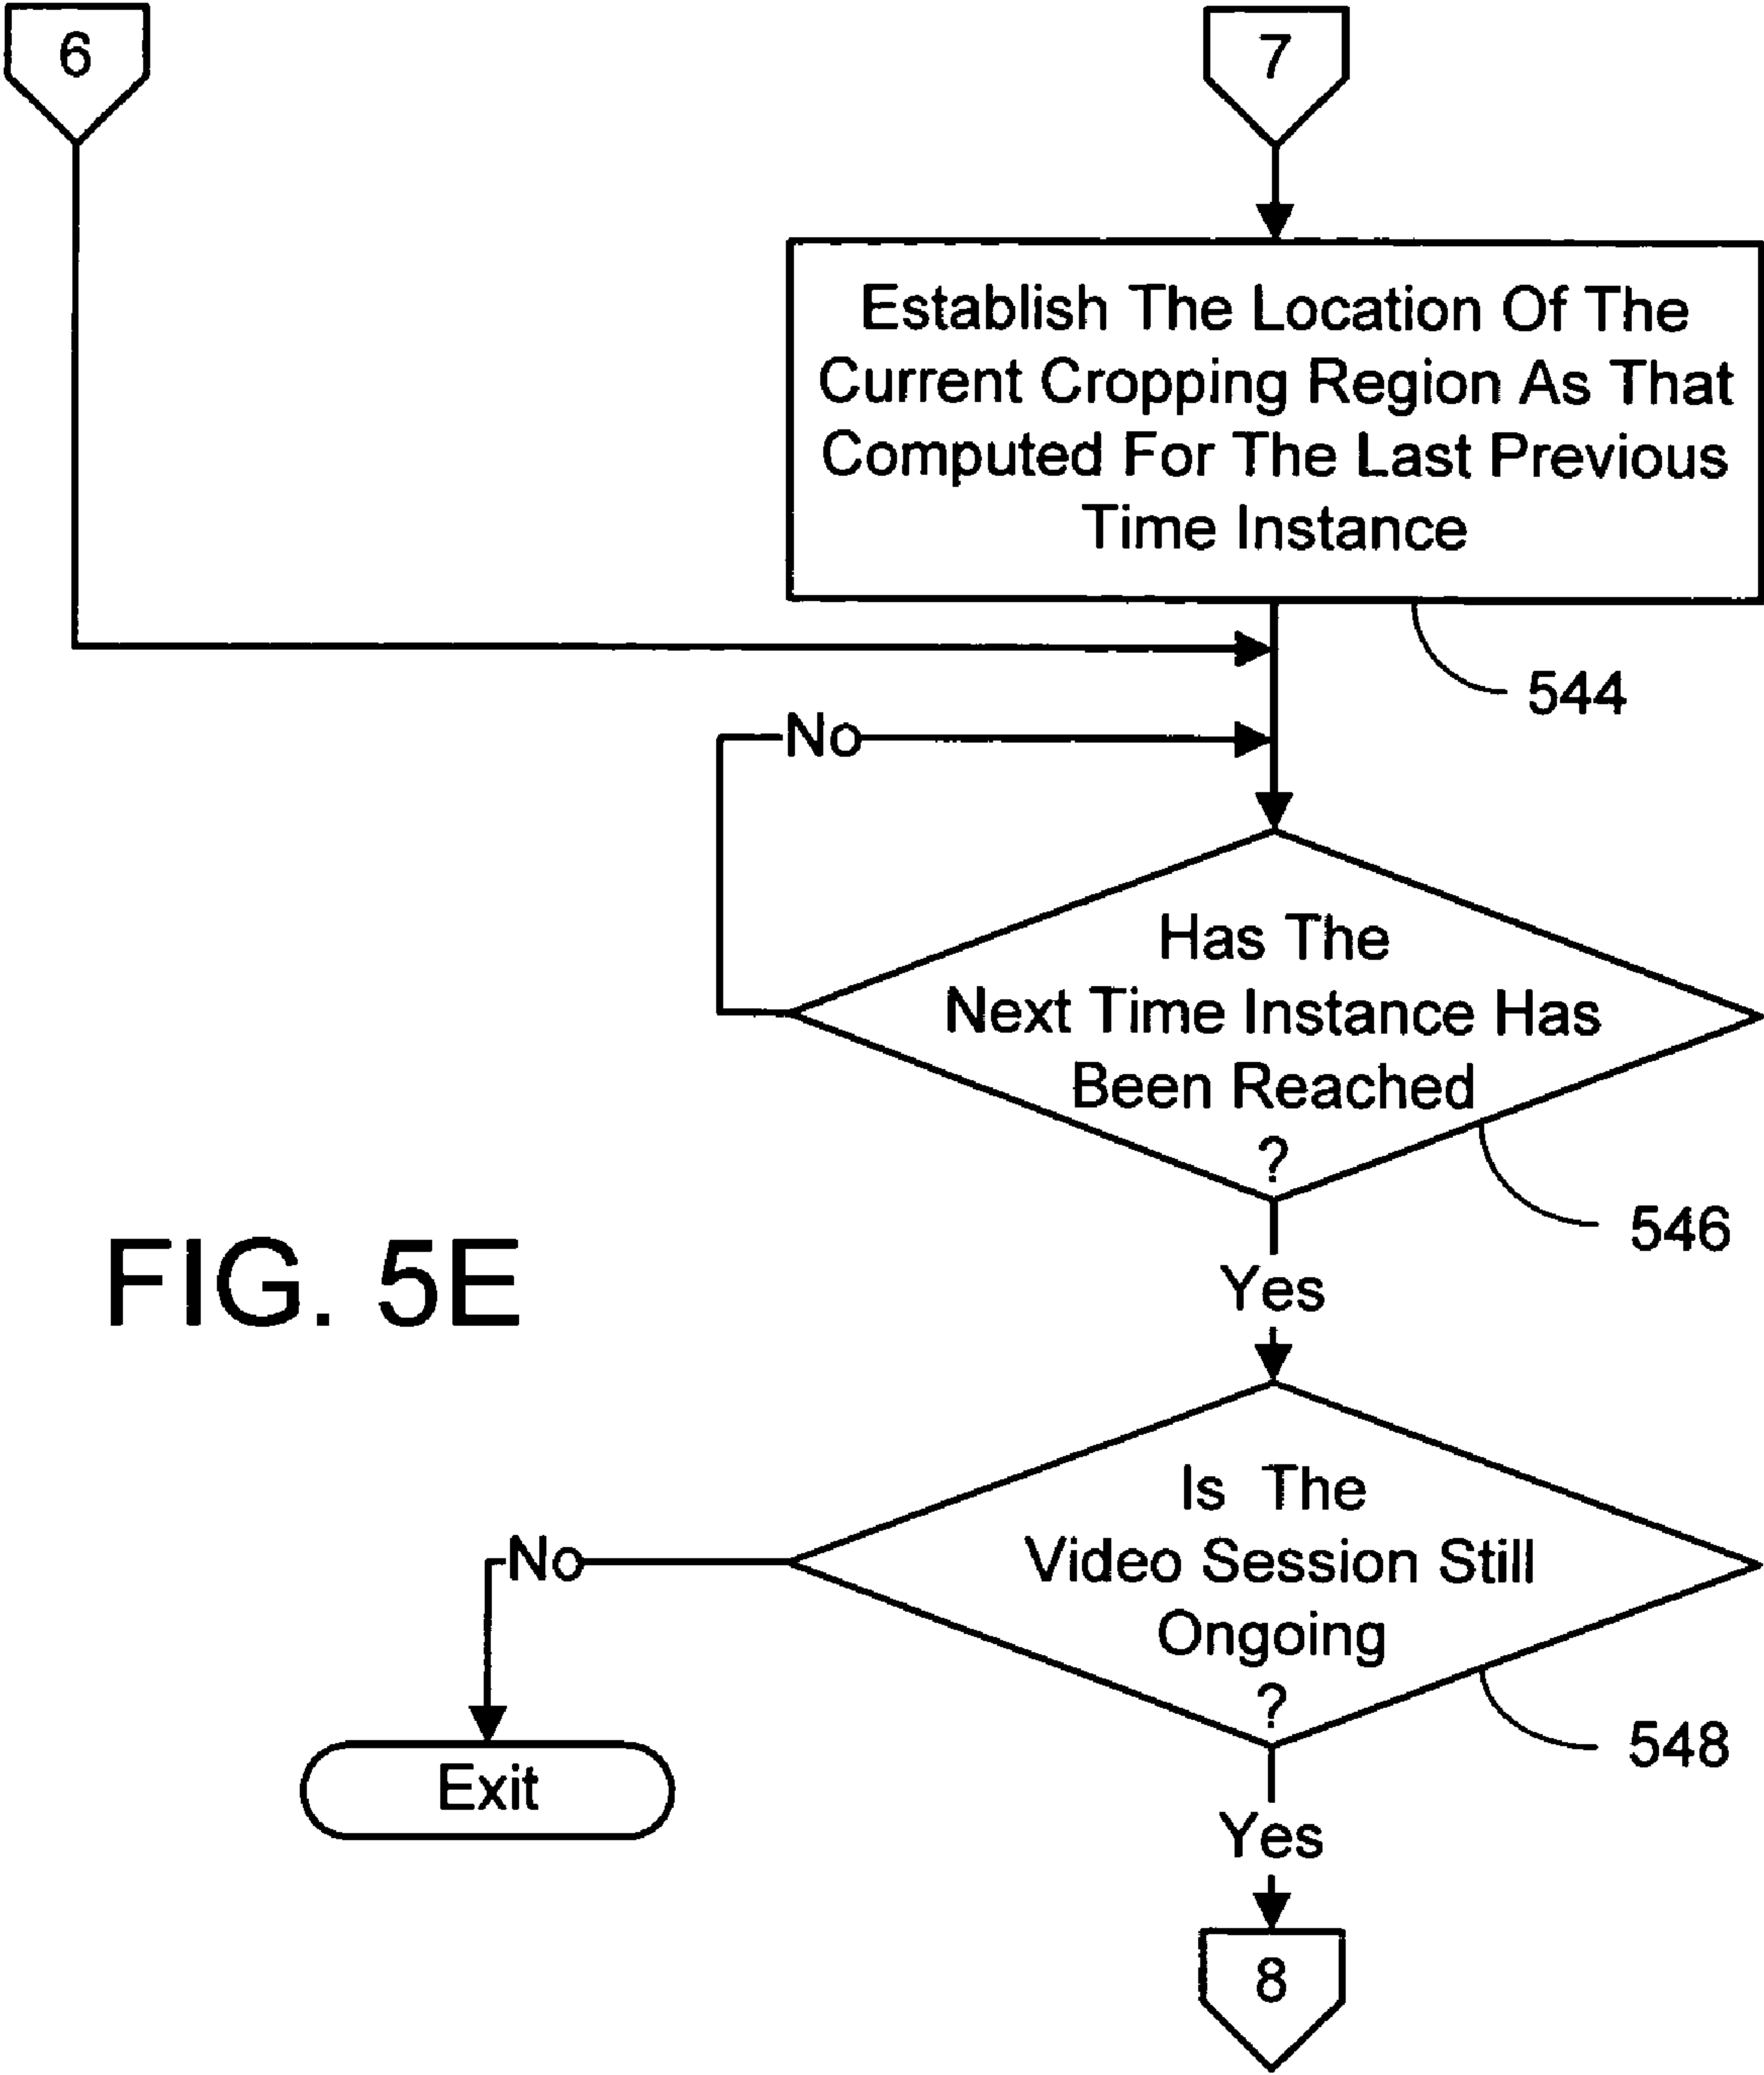 6
7
Establish The Location Of The
Current Cropping Region As That
Computed For The Last Previous
Time Instance
544
No
Has The
Next Time Instance Has
Been Reached
?
546
FIG. 5E
Yes
Is The
Video Session Still
Ongoing
?
No
548
Exit
Yes
8